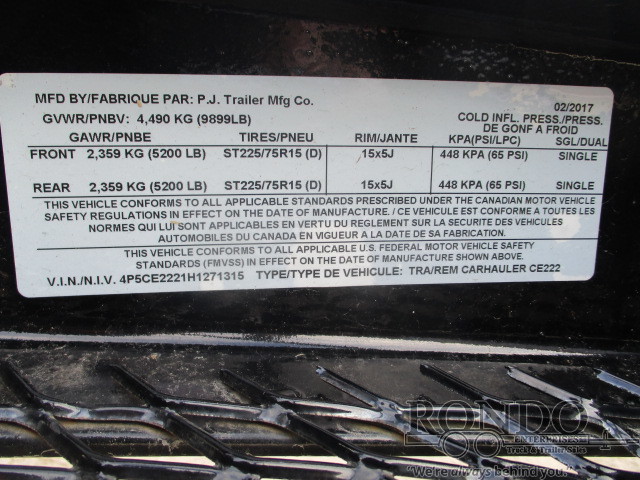 MFD BY/FABRIQUE PAR: P.J. Trailer Mfg Co. 02/2017
GVWR/PNBV: 4,490 KG (9899LB) COLD INFL. PRESS./PRESS.
DE GONF A FROID
GAWR/PNBE TIRES/PNEU RIM/JANTE KPA(PSI/LPC) SGL/DUAL
FRONT 2,359 KG (5200 LB) ST225/75R15 (D) 15x5J 448 KPA (65 PSI) SINGLE
REAR 2,359 KG (5200 LB) ST225/75R15 (D) 15x5J 448 KPA (65 PSI) SINGLE
THIS VEHICLE CONFORMS TO ALL APPLICABLE STANDARDS PRESCRIBED UNDER THE CANADIAN MOTOR VEHICLE
SAFETY REGULATIONS IN EFFECT ON THE DATE OF MANUFACTURE. / CE VEHICULE EST CONFORME A TOUTES LES
NORMES QUI LUI SONT APPLICABLES EN VERTU DU REGLEMENT SUR LA SECURITE DES VEHICLES
AUTOMOBILES DU CANADA EN VIGUEUR A LA DATE DE SA FABRICATION.
THIS VEHICLE CONFORMS TO ALL APPLICABLE U.S. FEDERAL MOTOR VEHICLE SAFETY
STANDARDS (FMVSS) IN EFFECT ON THE DATE OF MANUFACTURE SHOWN ABOVE.
V.I.N./N.I.V. 4P5CE2221H1271315 TYPE/TYPE DE VEHICULE: TRA/REM CARHAULER CE222
RONDO
ENTERPRISES
Truck & Trailer Sales
"We're always behind you."